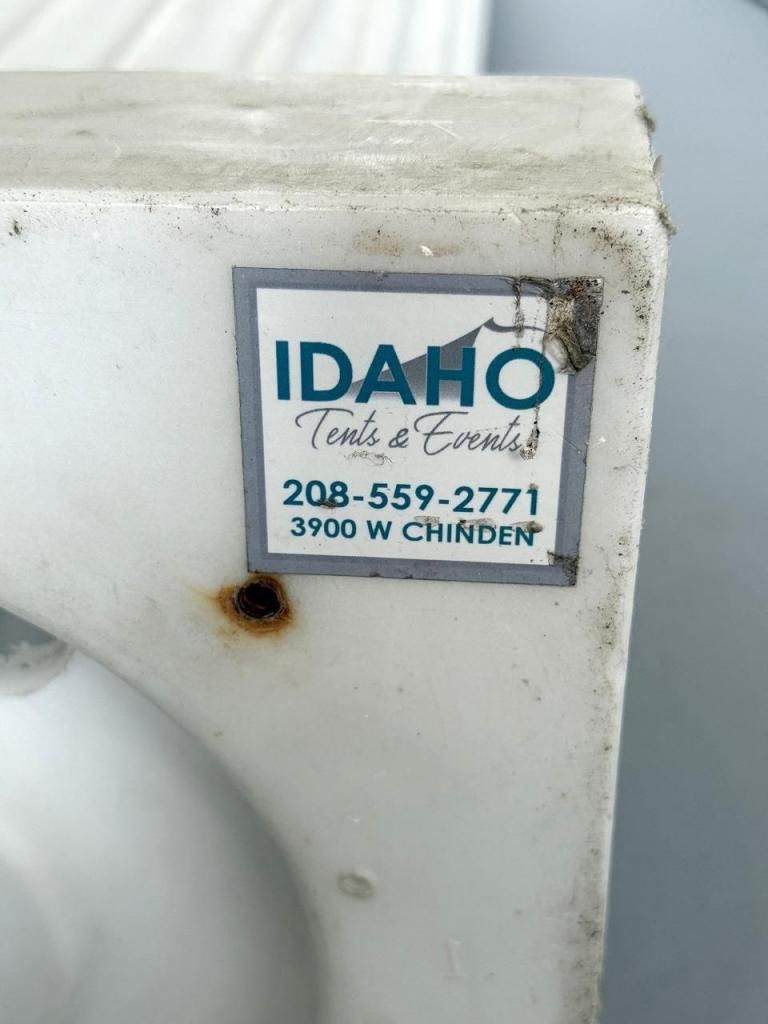 IDAHO
Tents & Events
208-559-2771
3900 W CHINDEN